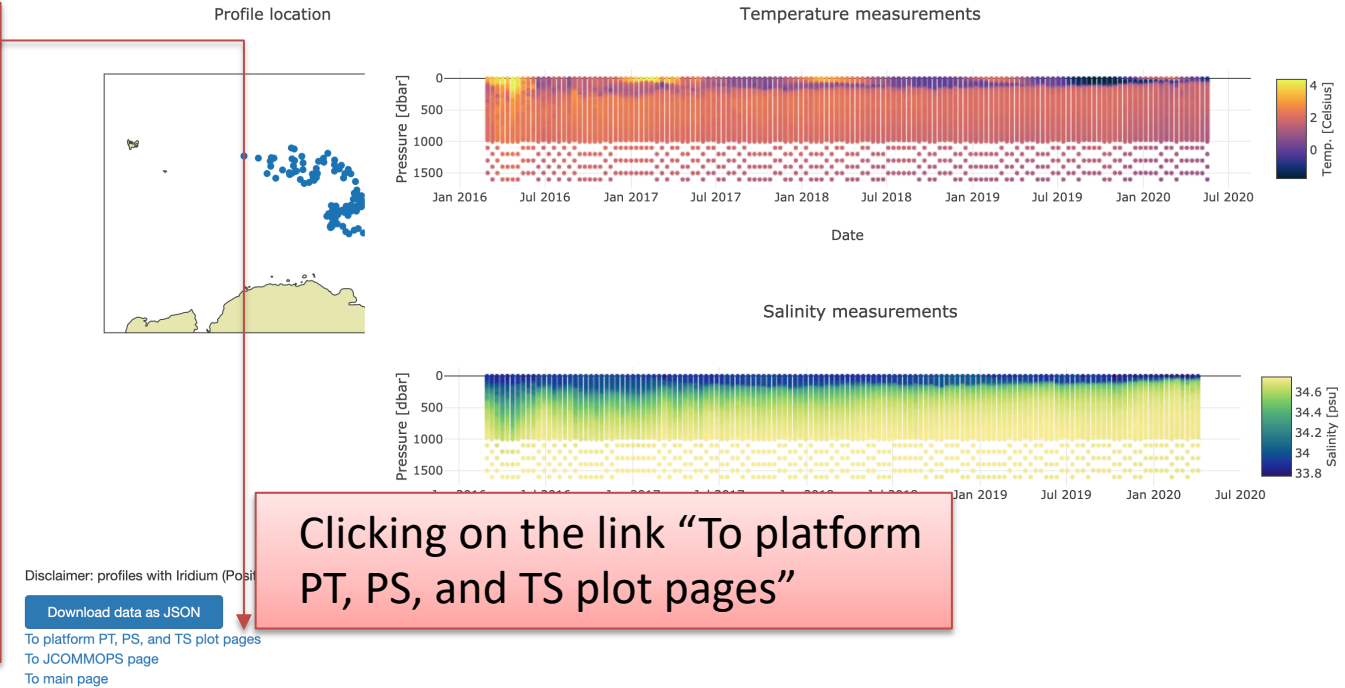 Profile location
Temperature measurements
Pressure [dbar]
0
500
1000
1500
Jan 2016 Jul 2016 Jan 2017 Jul 2017 Jan 2018 Jul 2018 Jan 2019 Jul 2019 Jan 2020 Jul 2020
Date
4
2
0
Temp. [Celsius]
Salinity measurements
Pressure [dbar]
0
500
1000
1500
Jan 2019 Jul 2019 Jan 2020 Jul 2020
34.6
34.4
34.2
34
33.8
Salinity [psu]
Clicking on the link “To platform
PT, PS, and TS plot pages”
Disclaimer: profiles with Iridium
Download data as JSON
To platform PT, PS, and TS plot pages
To JCOMMOPS page
To main page